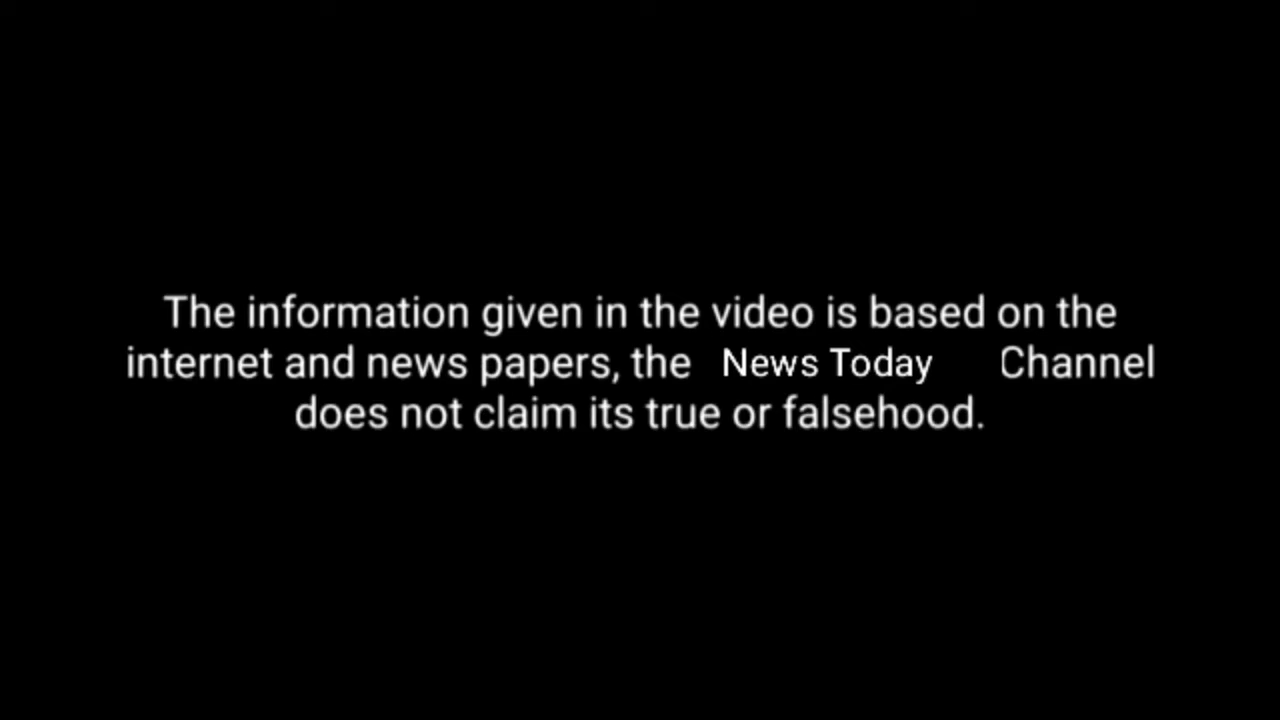 The information given in the video is based on the
internet and news papers, the News Today Channel
does not claim its true or falsehood.